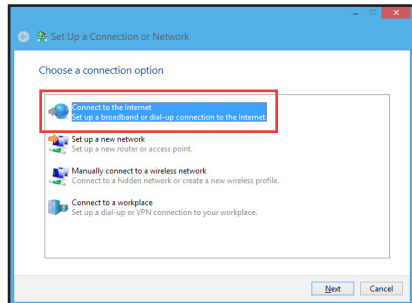 Set Up a Connection or Network
Choose a connection option
Connect to the Internet
Set up a broadband or dial-up connection to the Internet.
Set up a new network
Set up a new router or access point.
Manually connect to a wireless network
Connect to a hidden network or create a new wireless profile.
Connect to a workplace
Set up a dial-up or VPN connection to your workplace.
Next Cancel